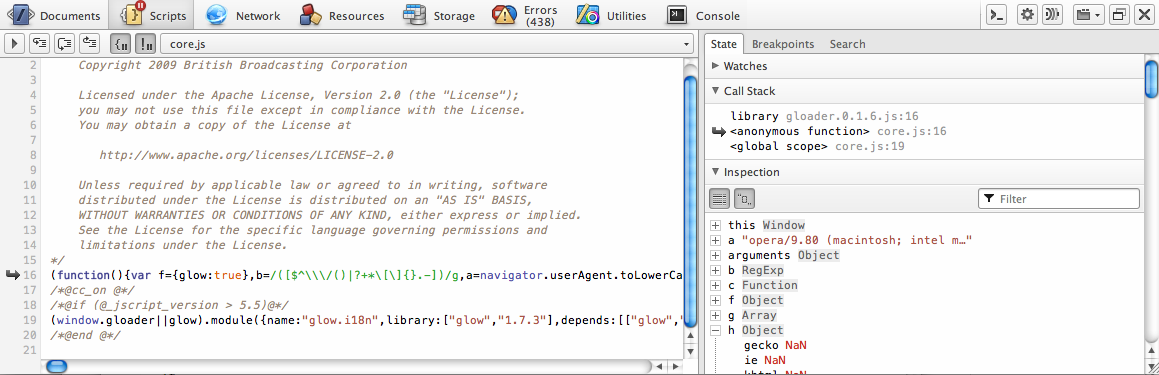 Documents Scripts Network Resources Storage Errors (438) Utilities Console
core.js
2 Copyright 2009 British Broadcasting Corporation
3
4 Licensed under the Apache License, Version 2.0 (the "License");
5 you may not use this file except in compliance with the License.
6 You may obtain a copy of the License at
7
8 http://www.apache.org/licenses/LICENSE-2.0
9
10 Unless required by applicable law or agreed to in writing, software
11 distributed under the License is distributed on an "AS IS" BASIS,
12 WITHOUT WARRANTIES OR CONDITIONS OF ANY KIND, either express or implied.
13 See the License for the specific language governing permissions and
14 limitations under the License.
15 */
16 (function(){var f={glow:true},b=/([$^\\\/()|?+*\[\]{}.-])/g,a=navigator.userAgent.toLowerCa
17 /*@cc_on @*/
18 /*@if (@_jscript_version > 5.5)@*/
19 (window.gloader||glow).module({name:"glow.i18n",library:["glow","1.7.3"],depends:[["glow","
20 /*@end @*/
21
State Breakpoints Search
Watches
Call Stack
library gloader.0.1.6.js:16
<anonymous function> core.js:16
<global scope> core.js:19
Inspection
Filter
this Window
a "opera/9.80 (macintosh; intel m…"
arguments Object
b RegExp
c Function
f Object
g Array
h Object
gecko NaN
ie NaN
khtml NaN